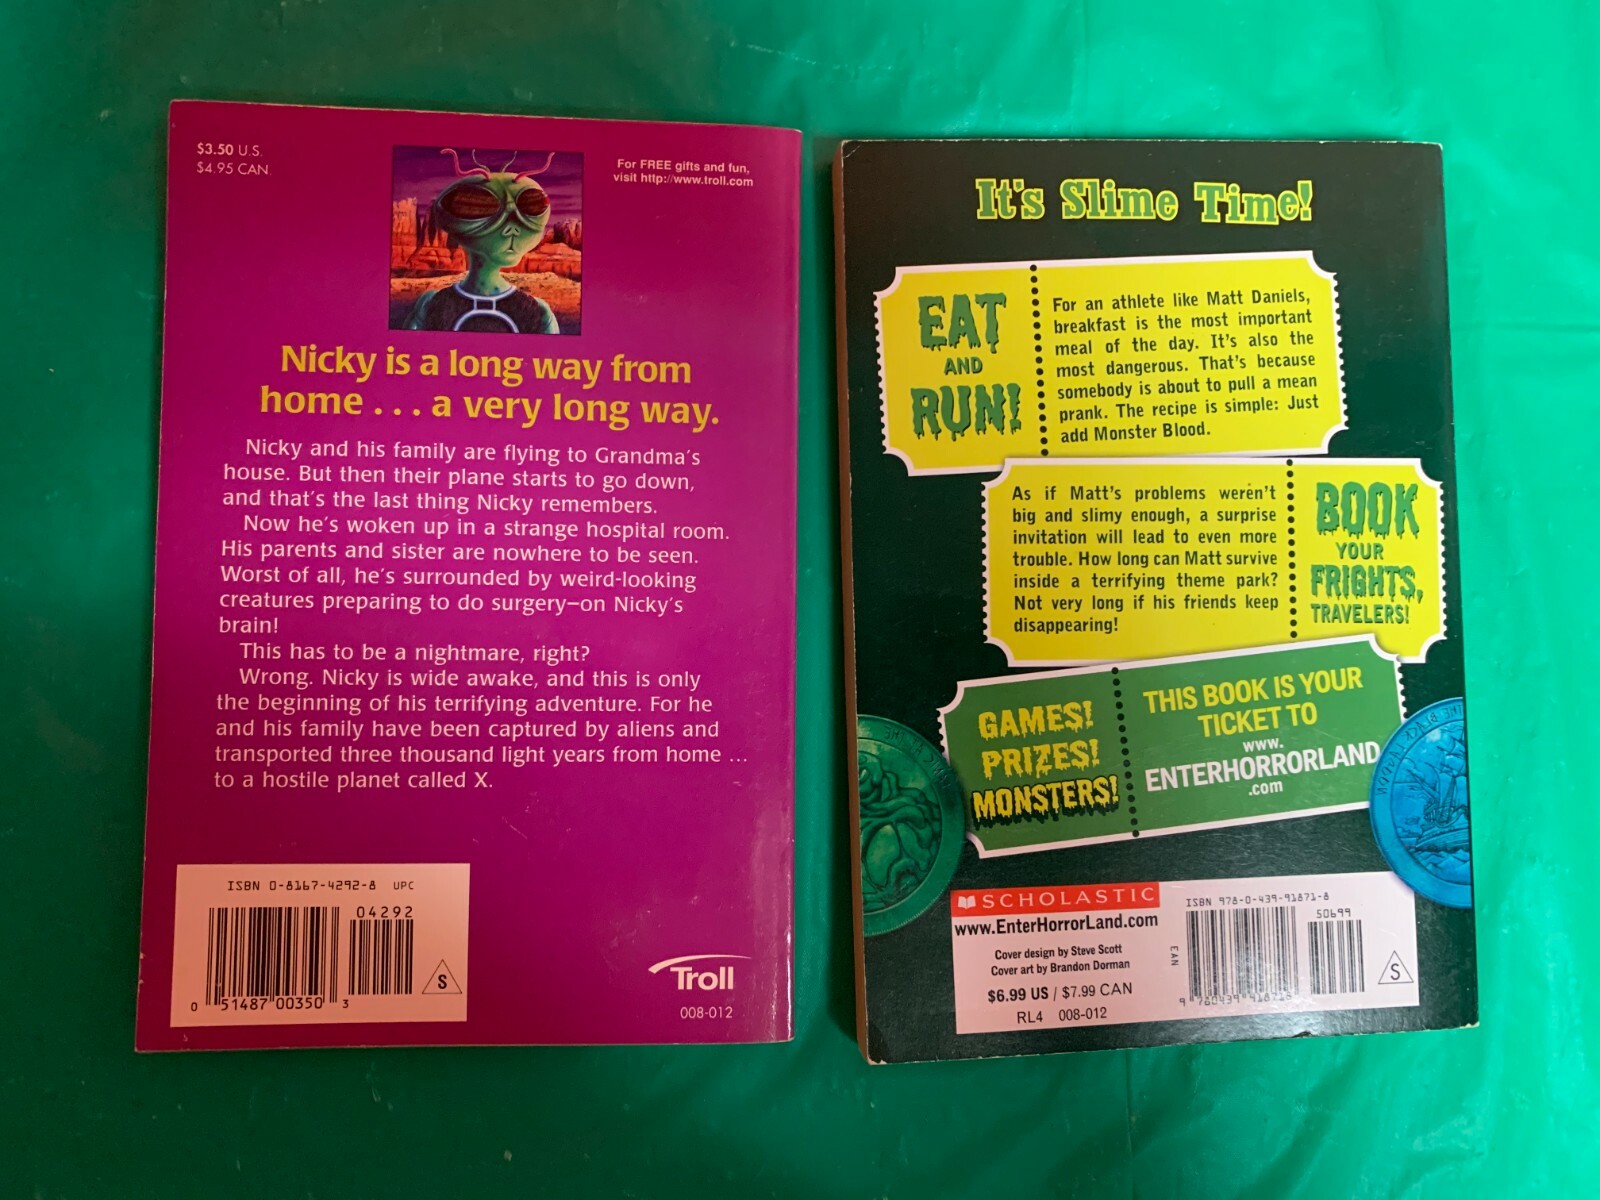 $3.50 U.S.
$4.95 CAN.
For FREE gifts and fun,
visit http://www.troll.com
Nicky is a long way from
home . . . a very long way.
Nicky and his family are flying to Grandma's
house. But then their plane starts to go down,
and that's the last thing Nicky remembers.
Now he's woken up in a strange hospital room.
His parents and sister are nowhere to be seen.
Worst of all, he's surrounded by weird-looking
creatures preparing to do surgery—on Nicky's
brain!
This has to be a nightmare, right?
Wrong. Nicky is wide awake, and this is only
the beginning of his terrifying adventure. For he
and his family have been captured by aliens and
transported three thousand light years from home ...
to a hostile planet called X.
ISBN 0-8167-4292-8 UPC
04292
0 51487 00350 3
S
Troll
008-012
It's Slime Time!
EAT
AND
RUN!
For an athlete like Matt Daniels,
breakfast is the most important
meal of the day. It's also the
most dangerous. That's because
somebody is about to pull a mean
prank. The recipe is simple: Just
add Monster Blood.
As if Matt's problems weren't
big and slimy enough, a surprise
invitation will lead to even more
trouble. How long can Matt survive
inside a terrifying theme park?
Not very long if his friends keep
disappearing!
BOOK
YOUR
FRIGHTS,
TRAVELERS!
GAMES!
PRIZES!
MONSTERS!
THIS BOOK IS YOUR
TICKET TO
www.
ENTERHORRORLAND
.com
SCHOLASTIC
www.EnterHorrorLand.com
Cover design by Steve Scott
Cover art by Brandon Dorman
$6.99 US / $7.99 CAN
RL4 008-012
ISBN 978-0-439-91871-8
50699
EAN
9 780439 918718
S